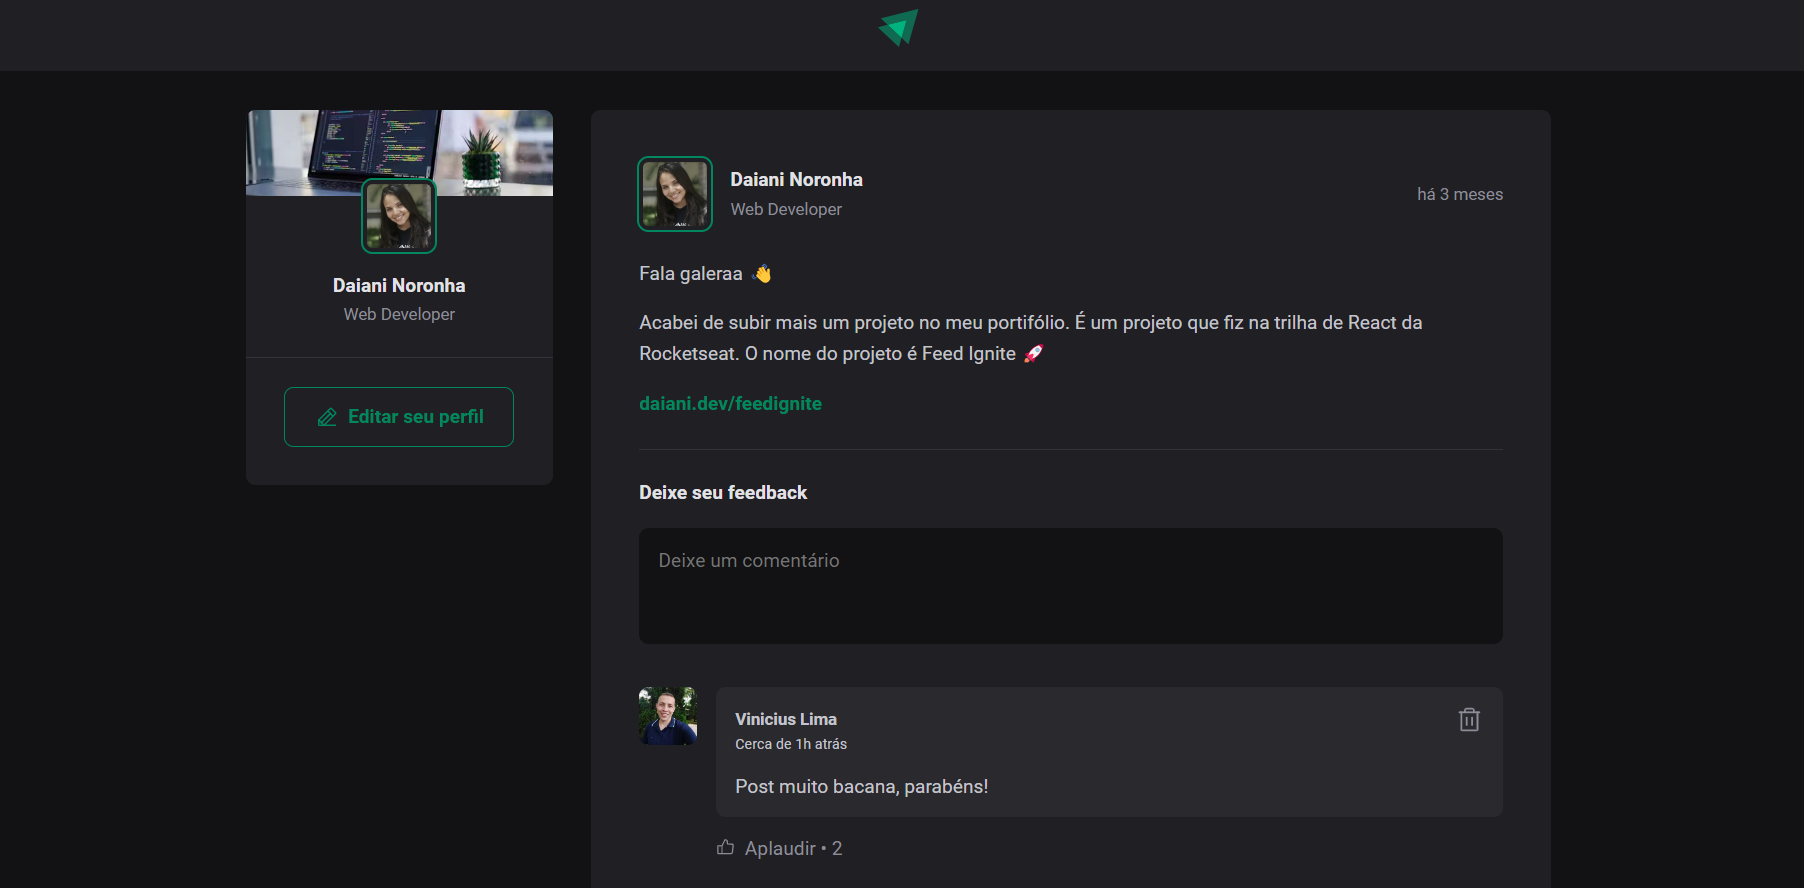 Daiani Noronha
Web Developer
Editar seu perfil
Daiani Noronha
Web Developer
há 3 meses
Fala galeraa 👋
Acabei de subir mais um projeto no meu portifólio. É um projeto que fiz na trilha de React da
Rocketseat. O nome do projeto é Feed Ignite 🚀
daiani.dev/feedignite
Deixe seu feedback
Deixe um comentário
Vinicius Lima
Cerca de 1h atrás
Post muito bacana, parabéns!
Aplaudir • 2